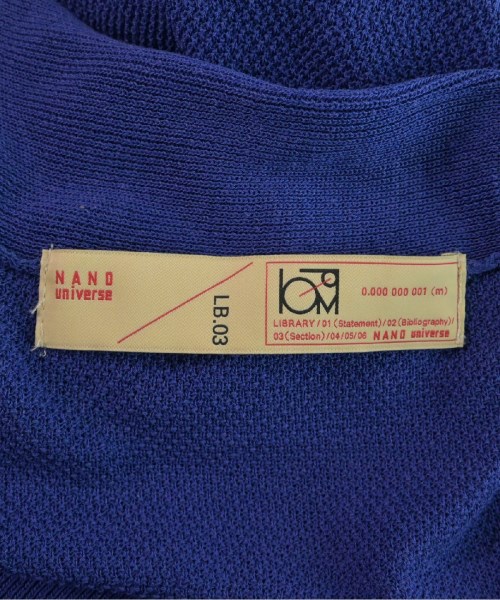 NANO
universe
LB.03
0.000 000 001 (m)
LIBRARY/01 (Statement)/02 (Bibliography)/
03 (Section)/04/05/06 NANO universe